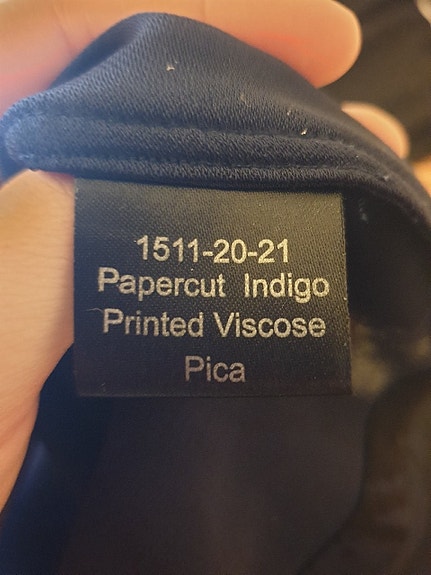 1511-20-21
Papercut Indigo
Printed Viscose
Pica